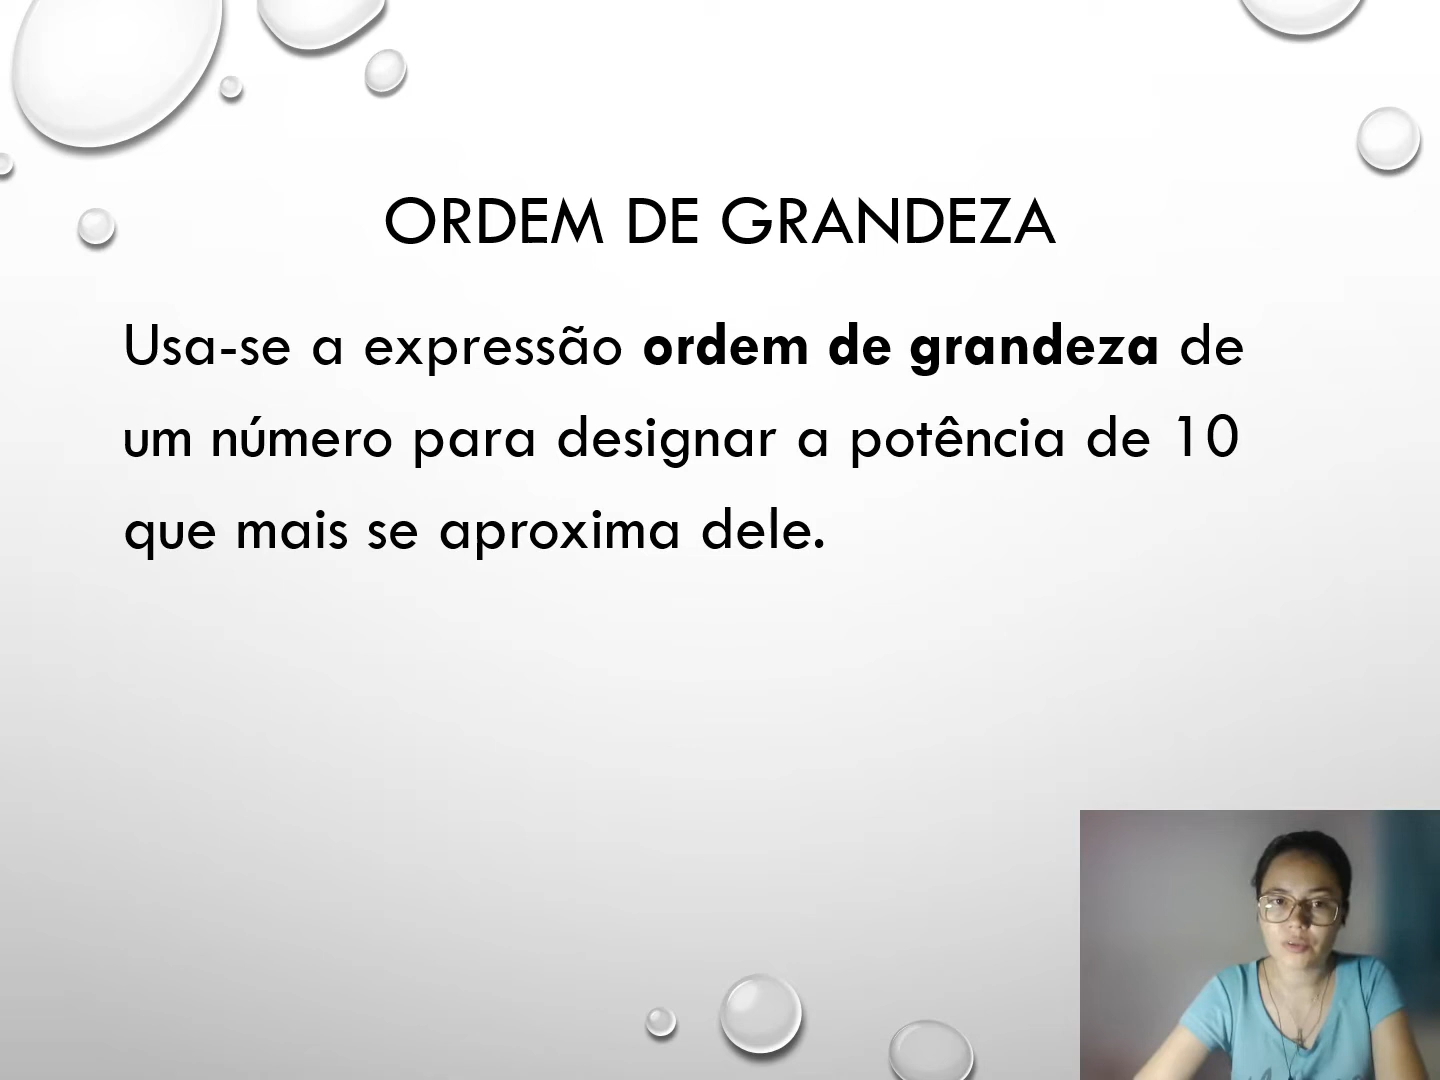 ORDEM DE GRANDEZA
Usa-se a expressão ordem de grandeza de
um número para designar a potência de 10
que mais se aproxima dele.